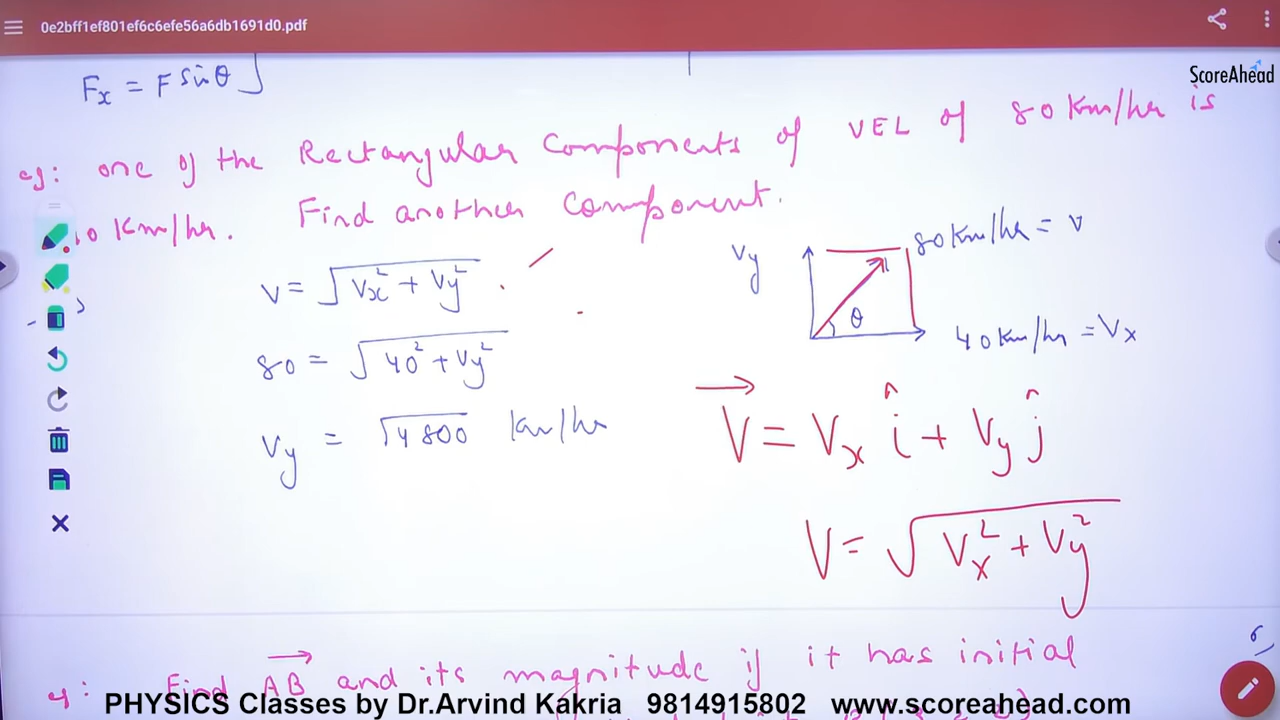 0e2bff1ef801ef6c6efe56a6db1691d0.pdf
ScoreAhead
Fx = F sinθ
eg: one of the Rectangular Components of VEL of 80 Km/hr is
0 Km/hr. Find another Component.
V = √Vx² + Vy²
80 = √40² + Vy²
Vy = √4800 Km/hr
Vy
80 Km/hr = V
θ
40 Km/hr = Vx
V⃗ = Vx î + Vy ĵ
V = √Vx² + Vy²
eg: Find A⃗B⃗ and its magnitude if it has initial
PHYSICS Classes by Dr.Arvind Kakria 9814915802 www.scoreahead.com